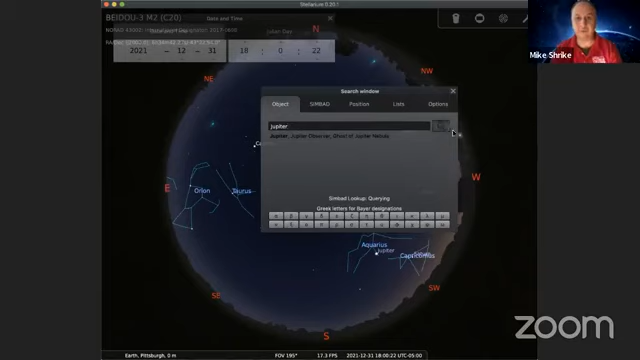 Stellarium 0.20.1
BEIDOU-3 M2 (C20)
Date and Time
Julian Day
2021 - 12 - 31 18 : 0 : 22
N
NE
NW
Search window
Object SIMBAD Position Lists Options
jupiter
Jupiter, Jupiter Observer, Ghost of Jupiter Nebula
Simbad Lookup: Querying
Greek letters for Bayer designations
E
Orion
Taurus
W
Aquarius
Jupiter
Capricornus
SE
SW
S
Earth, Pittsburgh, 0 m FOV 195° 17.3 FPS 2021-12-31 18:00:22 UTC-05:00
Mike Shrike
zoom